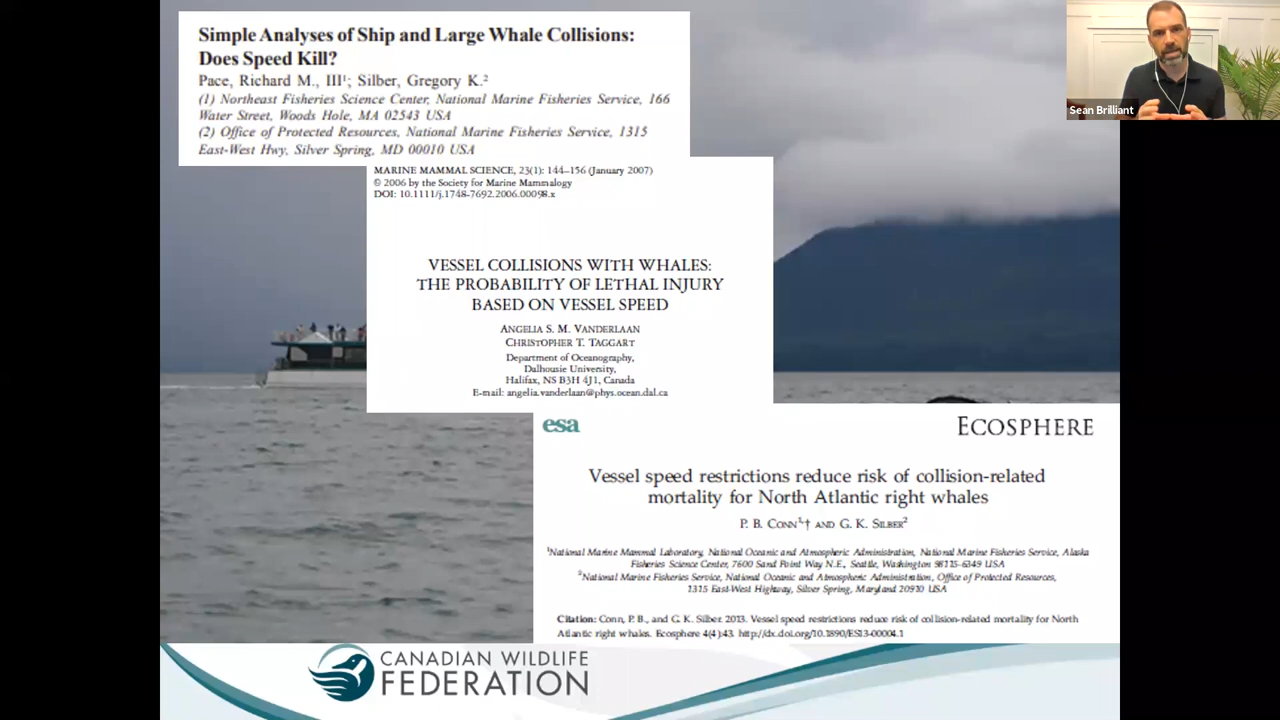 Simple Analyses of Ship and Large Whale Collisions:
Does Speed Kill?
Pace, Richard M., III¹; Silber, Gregory K.²
(1) Northeast Fisheries Science Center, National Marine Fisheries Service, 166
Water Street, Woods Hole, MA 02543 USA
(2) Office of Protected Resources, National Marine Fisheries Service, 1315
East-West Hwy, Silver Spring, MD 00010 USA
Sean Brilliant
MARINE MAMMAL SCIENCE, 23(1): 144–156 (January 2007)
© 2006 by the Society for Marine Mammalogy
DOI: 10.1111/j.1748-7692.2006.00098.x
VESSEL COLLISIONS WITH WHALES:
THE PROBABILITY OF LETHAL INJURY
BASED ON VESSEL SPEED
ANGELIA S. M. VANDERLAAN
CHRISTOPHER T. TAGGART
Department of Oceanography,
Dalhousie University,
Halifax, NS B3H 4J1, Canada
E-mail: angelia.vanderlaan@phys.ocean.dal.ca
esa
ECOSPHERE
Vessel speed restrictions reduce risk of collision-related
mortality for North Atlantic right whales
P. B. CONN¹,† AND G. K. SILBER²
¹National Marine Mammal Laboratory, National Oceanic and Atmospheric Administration, National Marine Fisheries Service, Alaska
Fisheries Science Center, 7600 Sand Point Way N.E., Seattle, Washington 98115-6349 USA
²National Marine Fisheries Service, National Oceanic and Atmospheric Administration, Office of Protected Resources,
1315 East-West Highway, Silver Spring, Maryland 20910 USA
Citation: Conn, P. B., and G. K. Silber. 2013. Vessel speed restrictions reduce risk of collision-related mortality for North
Atlantic right whales. Ecosphere 4(4):43. http://dx.doi.org/10.1890/ES13-00004.1
CANADIAN WILDLIFE
FEDERATION